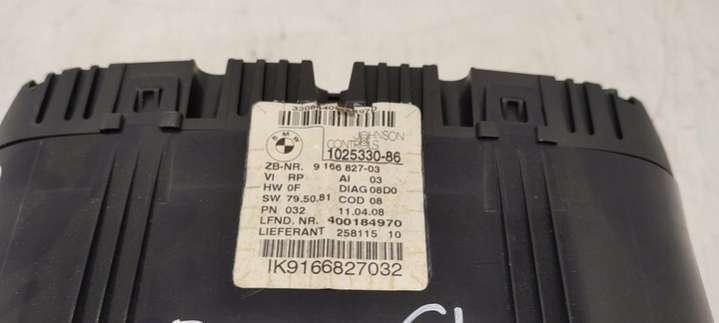 BMW
JOHNSON
CONTROLS
1025330-86
ZB-NR. 9 166 827-03
VI RP AI 03
HW 0F DIAG 08D0
SW 79.50.81 COD 08
PN 032 11.04.08
LFND. NR. 400184970
LIEFERANT 258115 10
IK9166827032